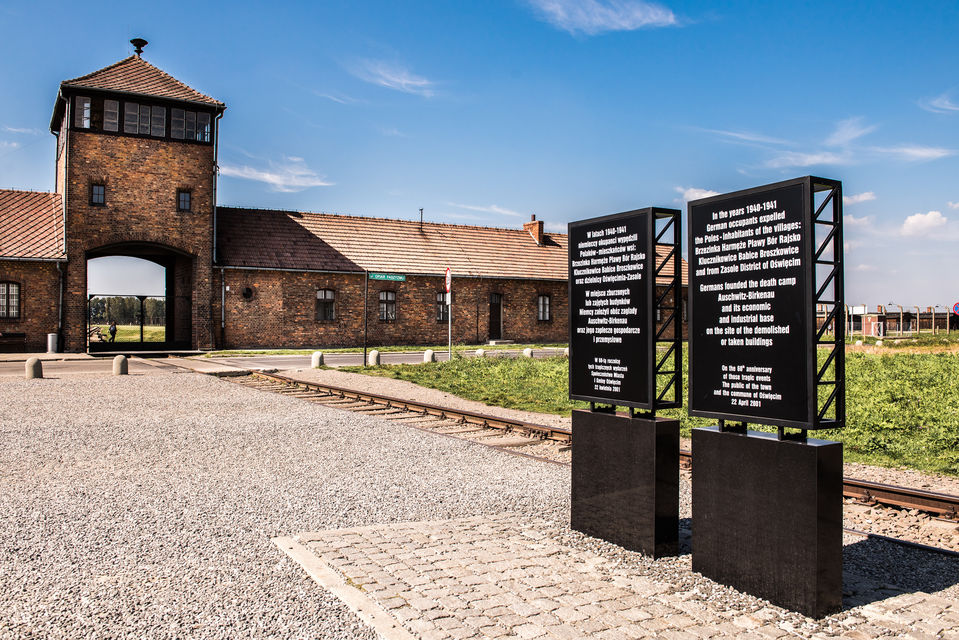 W latach 1940-1941
niemieccy okupanci wypędzili
Polaków - mieszkańców wsi:
Brzezinka Harmęże Pławy Bór Rajsko
Klucznikowice Babice Broszkowice
oraz dzielnicy Oświęcimia-Zasole
W miejscu zburzonych
lub zajętych budynków
Niemcy założyli obóz zagłady
Auschwitz-Birkenau
oraz jego zaplecze gospodarcze
i przemysłowe
W 60-tą rocznicę
tych tragicznych wydarzeń
Społeczeństwo Miasta
i Gminy Oświęcim
22 kwietnia 2001
In the years 1940-1941
German occupants expelled
the Poles - inhabitants of the villages:
Brzezinka Harmęże Pławy Bór Rajsko
Klucznikowice Babice Broszkowice
and from Zasole District of Oświęcim
Germans founded the death camp
Auschwitz-Birkenau
and its economic
and industrial base
on the site of the demolished
or taken buildings
On the 60th anniversary
of those tragic events
The public of the town
and the commune of Oświęcim
22 April 2001